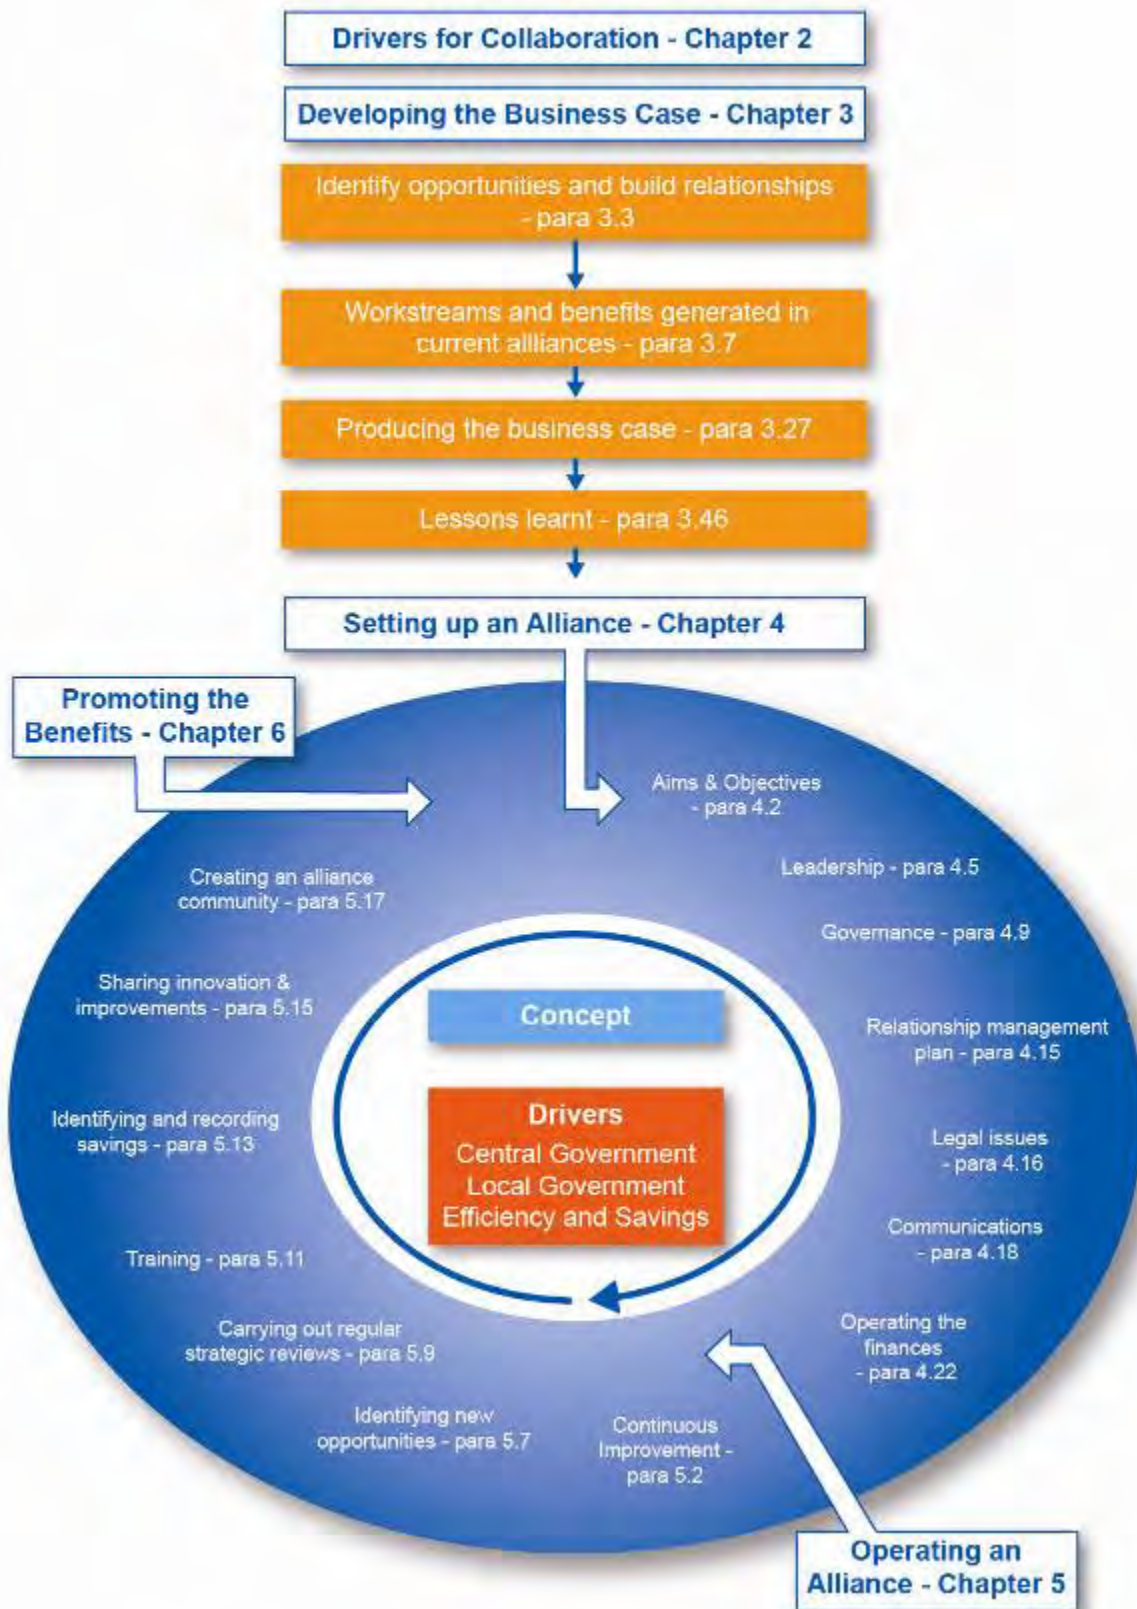 Drivers for Collaboration - Chapter 2
Developing the Business Case - Chapter 3
Identify opportunities and build relationships
- para 3.3
Workstreams and benefits generated in
current allliances - para 3.7
Producing the business case - para 3.27
Lessons learnt - para 3.46
Setting up an Alliance - Chapter 4
Promoting the
Benefits - Chapter 6
Aims & Objectives
- para 4.2
Leadership - para 4.5
Governance - para 4.9
Relationship management
plan - para 4.15
Legal issues
- para 4.16
Communications
- para 4.18
Operating the
finances
- para 4.22
Operating an
Alliance - Chapter 5
Continuous
Improvement -
para 5.2
Identifying new
opportunities - para 5.7
Carrying out regular
strategic reviews - para 5.9
Training - para 5.11
Identifying and recording
savings - para 5.13
Sharing innovation &
improvements - para 5.15
Creating an alliance
community - para 5.17
Concept
Drivers
Central Government
Local Government
Efficiency and Savings